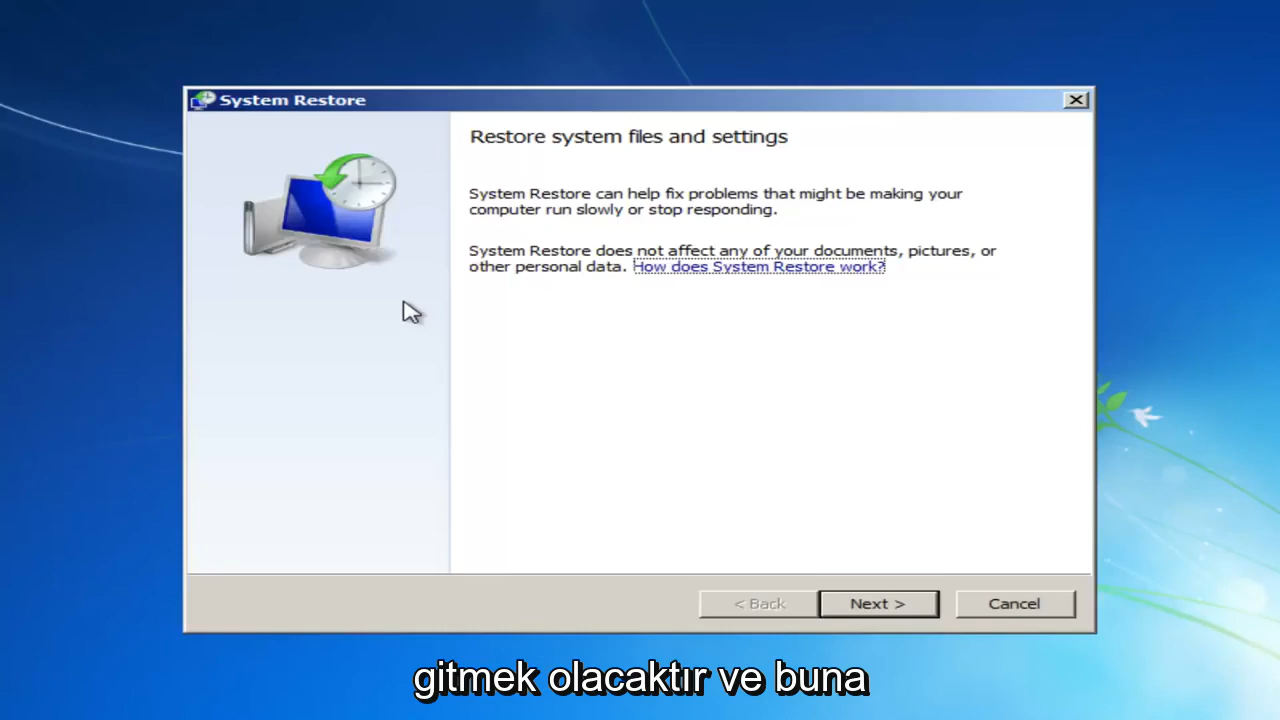 System Restore
Restore system files and settings
System Restore can help fix problems that might be making your
computer run slowly or stop responding.
System Restore does not affect any of your documents, pictures, or
other personal data. How does System Restore work?
< Back
Next >
Cancel
gitmek olacaktır ve buna